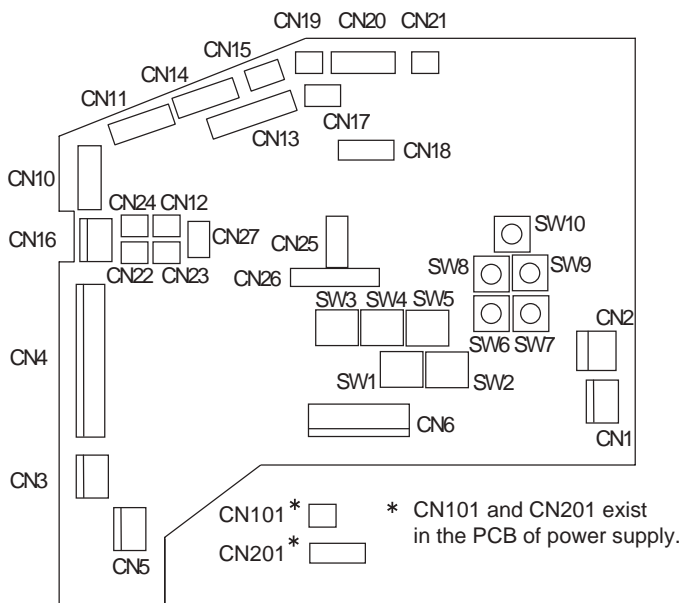 CN19 CN20 CN21
CN15
CN14
CN11
CN17
CN13
CN18
CN10
CN24 CN12
CN16
CN27
CN25
SW10
CN22 CN23
CN26
SW8
SW9
SW3 SW4 SW5
CN2
SW6 SW7
CN4
SW1
SW2
CN6
CN1
CN3
CN101*
* CN101 and CN201 exist
in the PCB of power supply.
CN201*
CN5